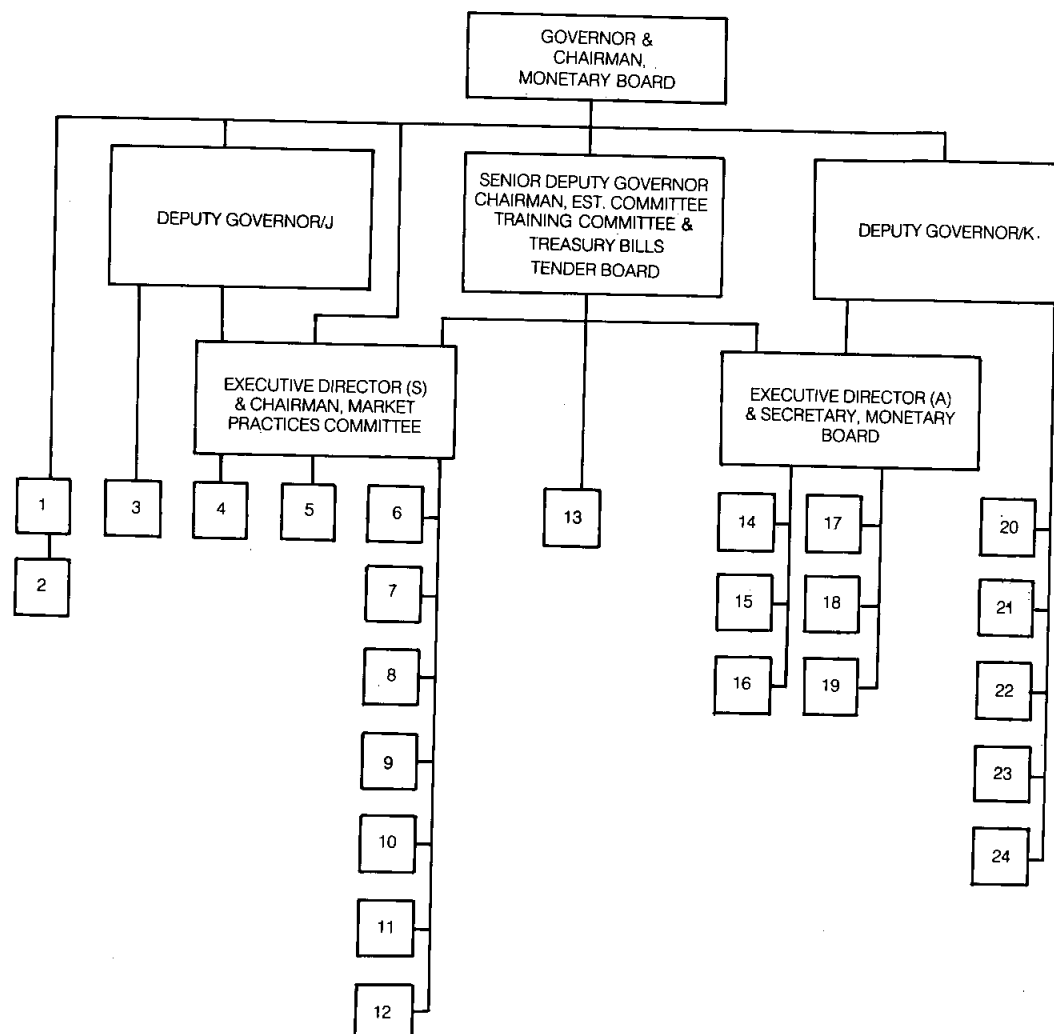 GOVERNOR &
CHAIRMAN,
MONETARY BOARD
DEPUTY GOVERNOR/J
SENIOR DEPUTY GOVERNOR
CHAIRMAN, EST. COMMITTEE
TRAINING COMMITTEE &
TREASURY BILLS
TENDER BOARD
DEPUTY GOVERNOR/K.
EXECUTIVE DIRECTOR (S)
& CHAIRMAN, MARKET
PRACTICES COMMITTEE
EXECUTIVE DIRECTOR (A)
& SECRETARY, MONETARY
BOARD
1
2
3
4
5
6
7
8
9
10
11
12
13
14
15
16
17
18
19
20
21
22
23
24